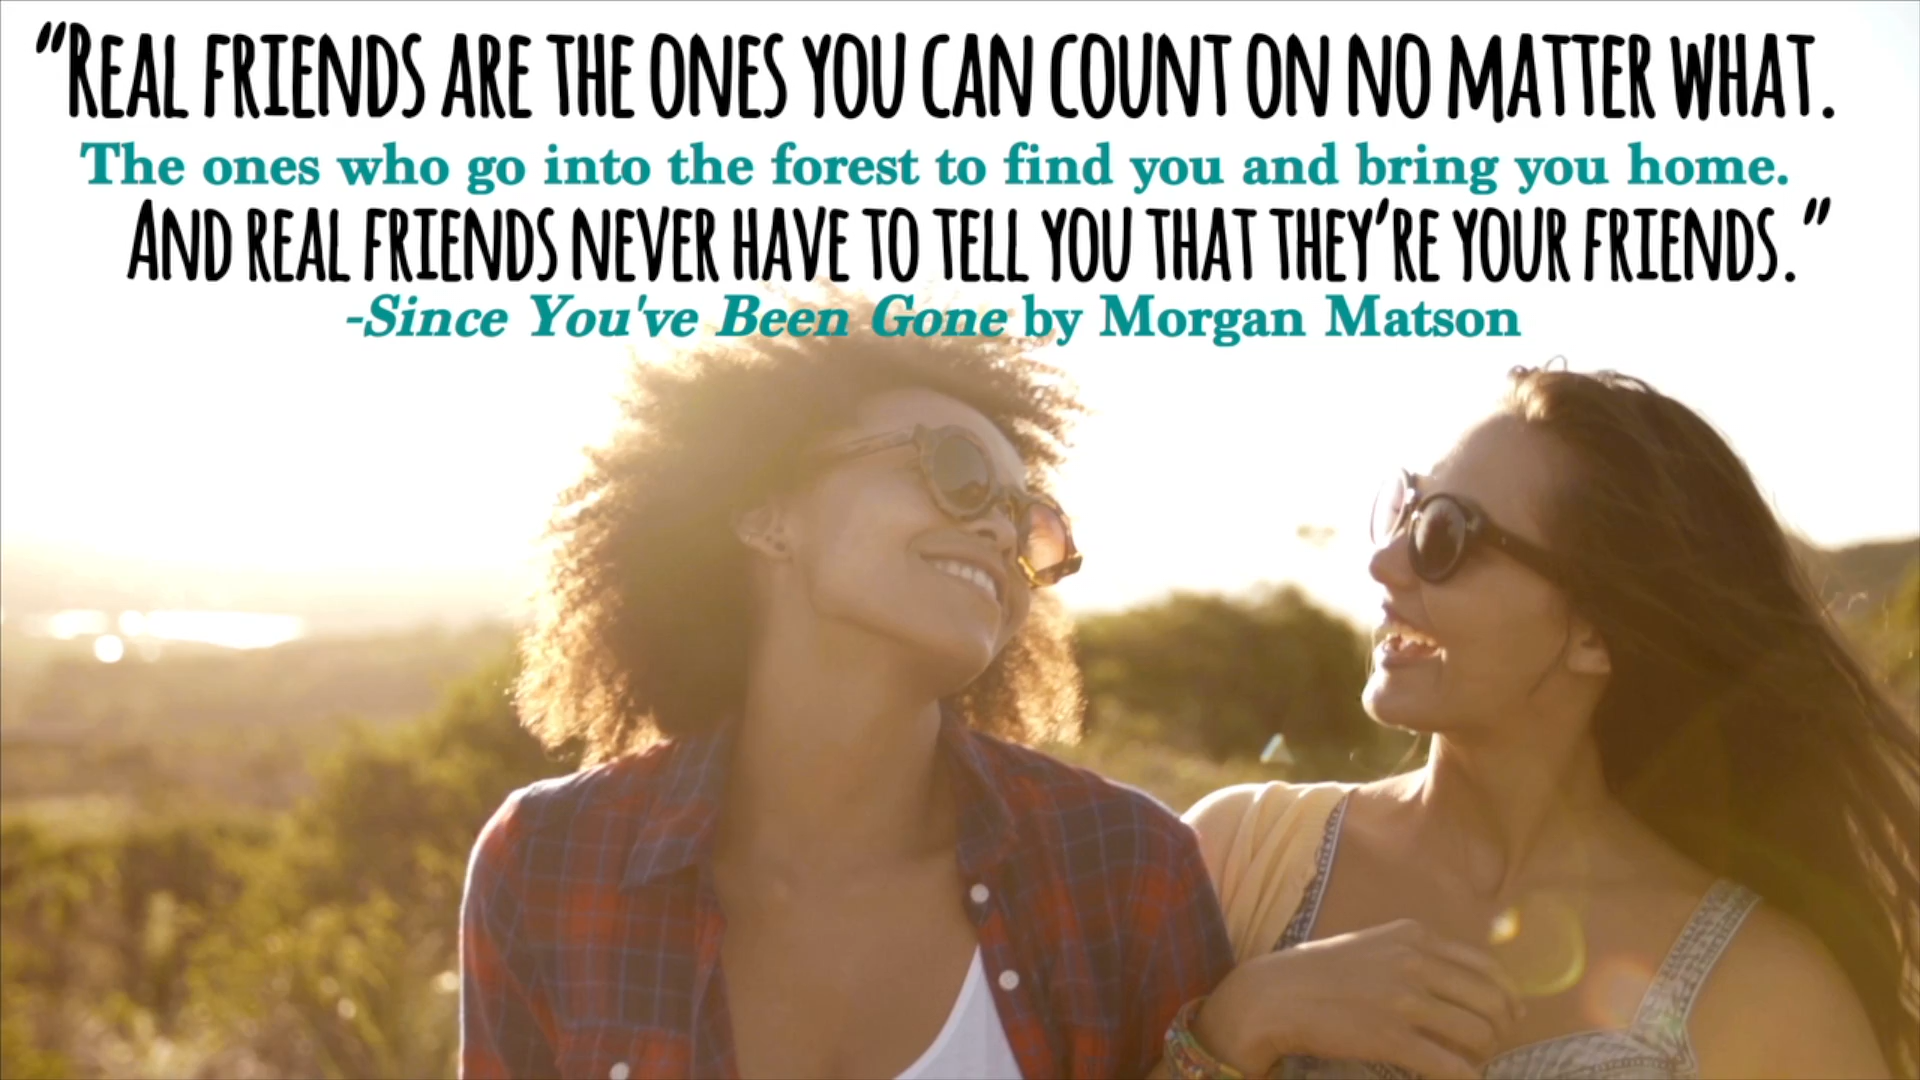 “Real friends are the ones you can count on no matter what.
The ones who go into the forest to find you and bring you home.
And real friends never have to tell you that they’re your friends.”
-Since You've Been Gone by Morgan Matson